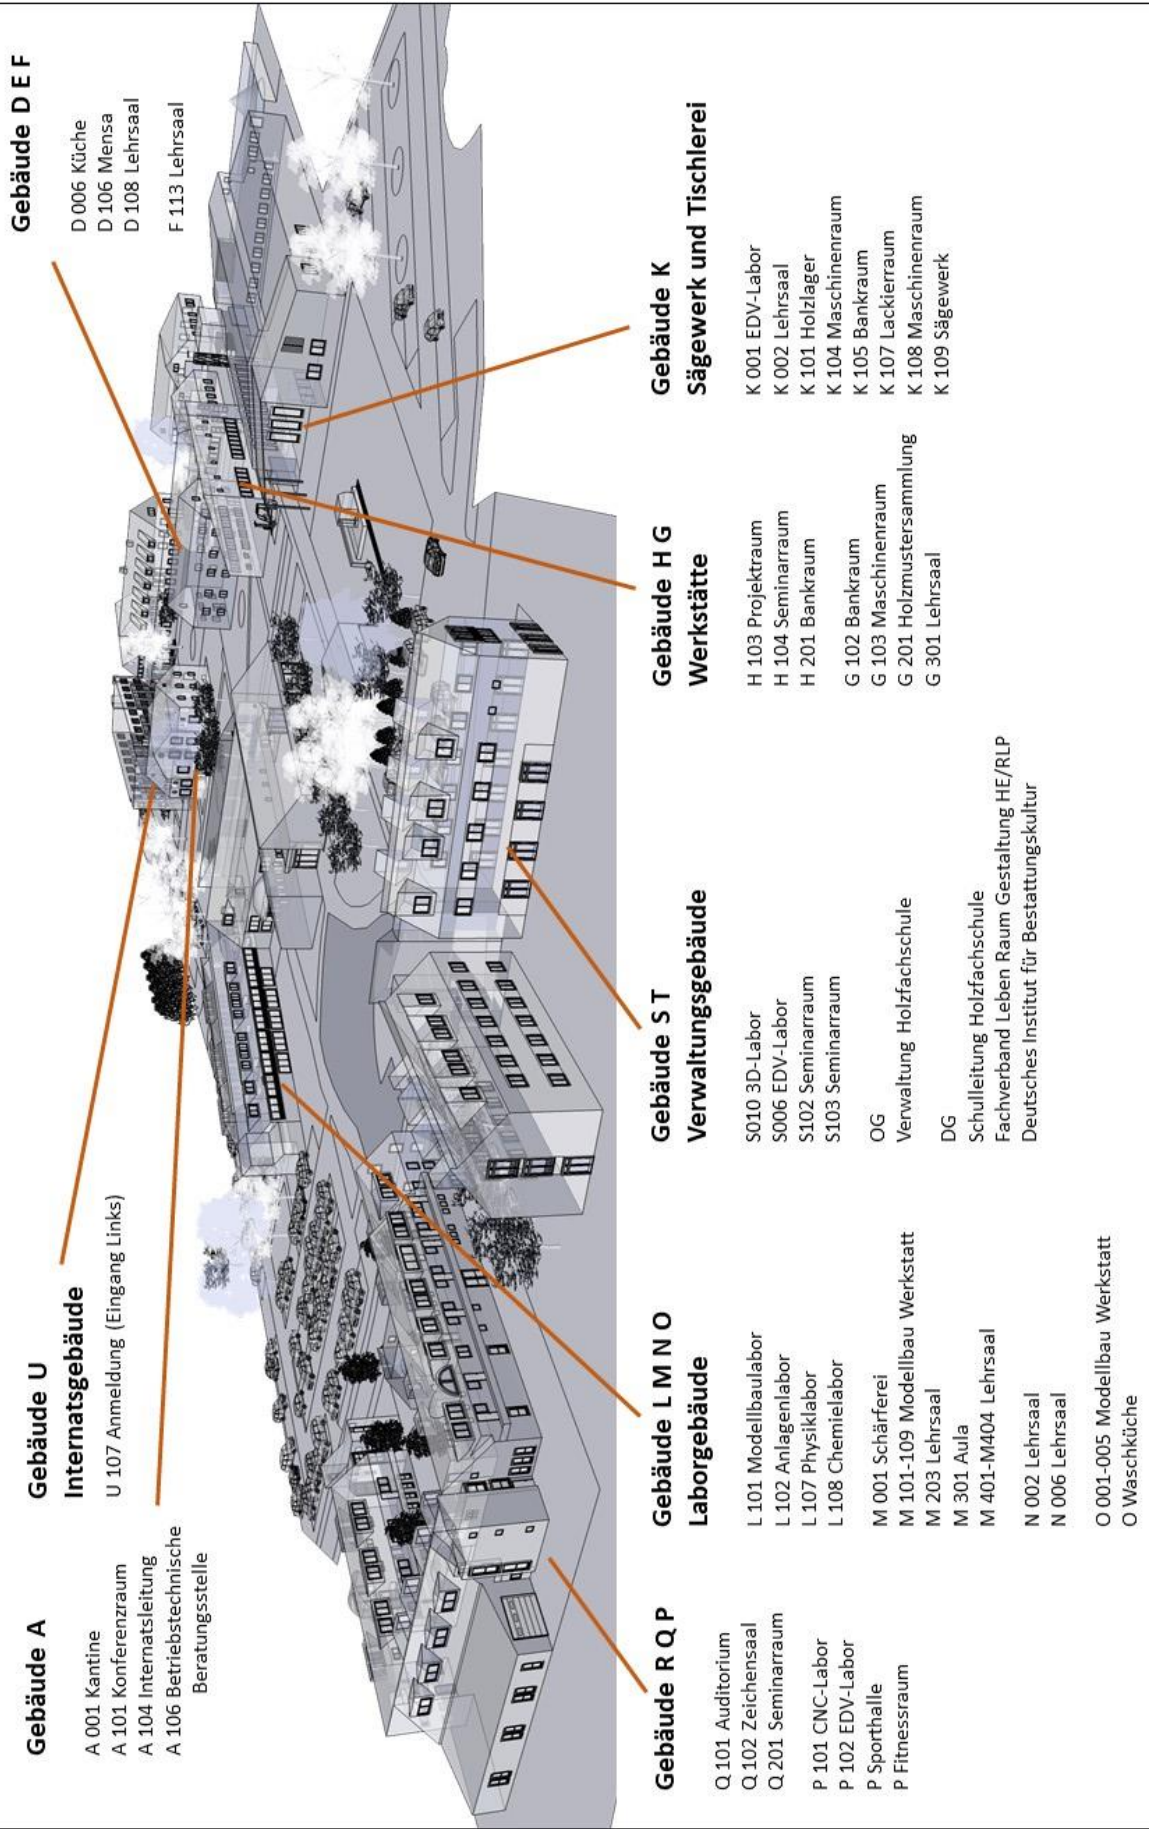 Gebäude A
A 001 Kantine
A 101 Konferenzraum
A 104 Internatsleitung
A 106 Betriebstechnische
Beratungsstelle
Gebäude U
Internatsgebäude
U 107 Anmeldung (Eingang Links)
Gebäude D E F
D 006 Küche
D 106 Mensa
D 108 Lehrsaal
F 113 Lehrsaal
Gebäude R Q P
Q 101 Auditorium
Q 102 Zeichensaal
Q 201 Seminarraum
P 101 CNC-Labor
P 102 EDV-Labor
P Sporthalle
P Fitnessraum
Gebäude L M N O
Laborgebäude
L 101 Modellbaulabor
L 102 Anlagenlabor
L 107 Physiklabor
L 108 Chemielabor
M 001 Schärferei
M 101-109 Modellbau Werkstatt
M 203 Lehrsaal
M 301 Aula
M 401-M404 Lehrsaal
N 002 Lehrsaal
N 006 Lehrsaal
O 001-005 Modellbau Werkstatt
O Waschküche
Gebäude S T
Verwaltungsgebäude
S010 3D-Labor
S006 EDV-Labor
S102 Seminarraum
S103 Seminarraum
OG
Verwaltung Holzfachschule
DG
Schulleitung Holzfachschule
Fachverband Leben Raum Gestaltung HE/RLP
Deutsches Institut für Bestattungskultur
Gebäude H G
Werkstätte
H 103 Projektraum
H 104 Seminarraum
H 201 Bankraum
G 102 Bankraum
G 103 Maschinenraum
G 201 Holzmustersammlung
G 301 Lehrsaal
Gebäude K
Sägewerk und Tischlerei
K 001 EDV-Labor
K 002 Lehrsaal
K 101 Holzlager
K 104 Maschinenraum
K 105 Bankraum
K 107 Lackierraum
K 108 Maschinenraum
K 109 Sägewerk